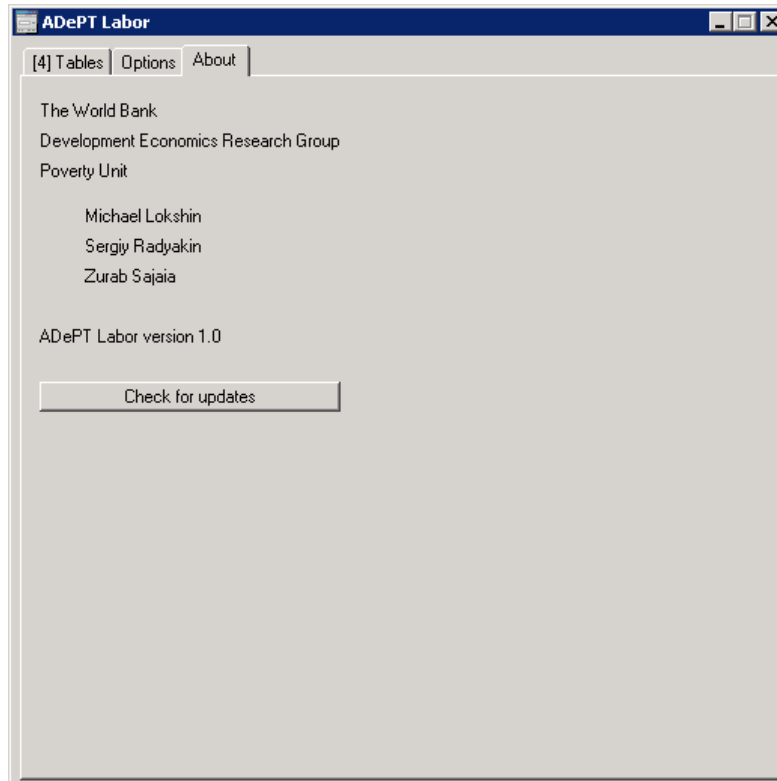 ADePT Labor
[4] Tables Options About
The World Bank
Development Economics Research Group
Poverty Unit
Michael Lokshin
Sergiy Radyakin
Zurab Sajaia
ADePT Labor version 1.0
Check for updates